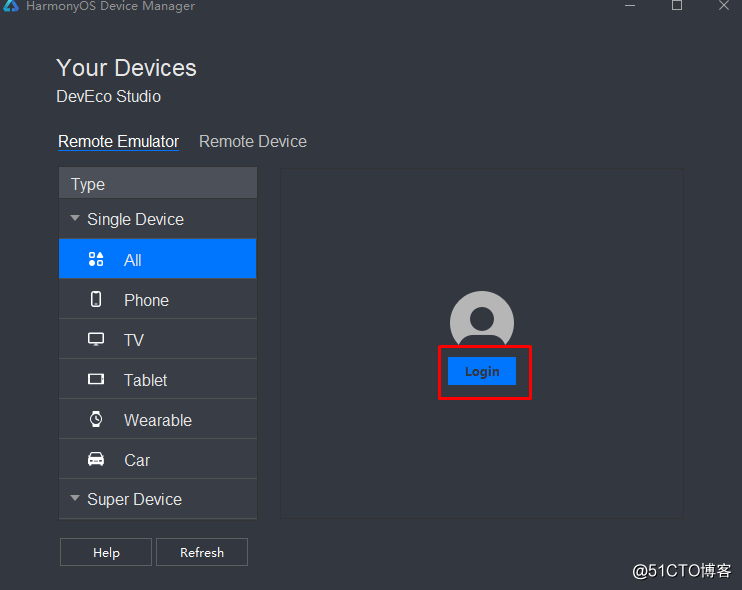 HarmonyOS Device Manager
Your Devices
DevEco Studio
Remote Emulator Remote Device
Type
Single Device
All
Phone
TV
Tablet
Wearable
Car
Super Device
Login
Help Refresh
@51CTO博客